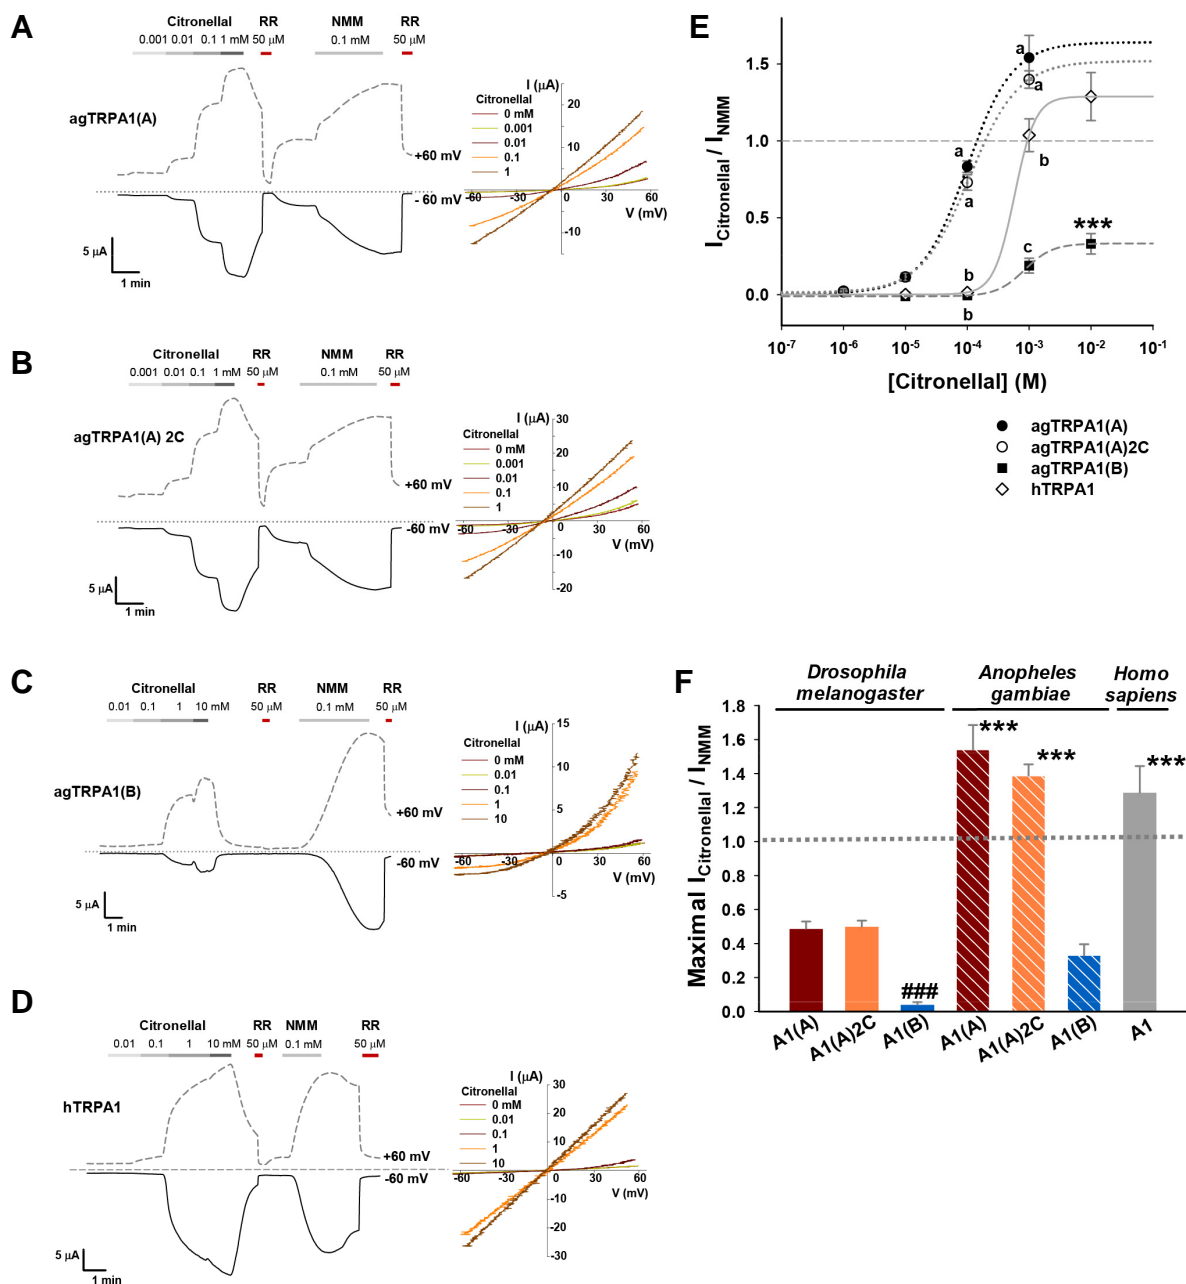 A
Citronellal RR NMM RR
0.001 0.01 0.1 1 mM 50 μM 0.1 mM 50 μM
agTRPA1(A)
+60 mV
- 60 mV
5 μA
1 min
I (μA)
Citronellal
0 mM
0.001
0.01
0.1
1
20
10
-10
-60 -30 0 30 60
V (mV)
B
Citronellal RR NMM RR
0.001 0.01 0.1 1 mM 50 μM 0.1 mM 50 μM
agTRPA1(A) 2C
+60 mV
-60 mV
5 μA
1 min
I (μA)
Citronellal
0 mM
0.001
0.01
0.1
1
30
20
10
-10
-20
-60 -30 0 30 60
V (mV)
C
Citronellal RR NMM RR
0.01 0.1 1 10 mM 50 μM 0.1 mM 50 μM
agTRPA1(B)
+60 mV
-60 mV
5 μA
1 min
I (μA)
Citronellal
0 mM
0.01
0.1
1
10
15
10
5
-5
-60 -30 0 30 60
V (mV)
D
Citronellal RR NMM RR
0.01 0.1 1 10 mM 50 μM 0.1 mM 50 μM
hTRPA1
+60 mV
-60 mV
5 μA
1 min
I (μA)
Citronellal
0 mM
0.01
0.1
1
10
30
20
10
-10
-20
-30
-60 -30 0 30 60
V (mV)
E
I Citronellal / I NMM
1.5
1.0
0.5
0.0
a
a
a
a
b
b
b
c
***
10-7 10-6 10-5 10-4 10-3 10-2 10-1
[Citronellal] (M)
agTRPA1(A)
agTRPA1(A)2C
agTRPA1(B)
hTRPA1
F
Drosophila melanogaster
Anopheles gambiae
Homo sapiens
Maximal I Citronellal / I NMM
1.8
1.6
1.4
1.2
1.0
0.8
0.6
0.4
0.2
0.0
###
***
***
***
A1(A) A1(A)2C A1(B) A1(A) A1(A)2C A1(B) A1